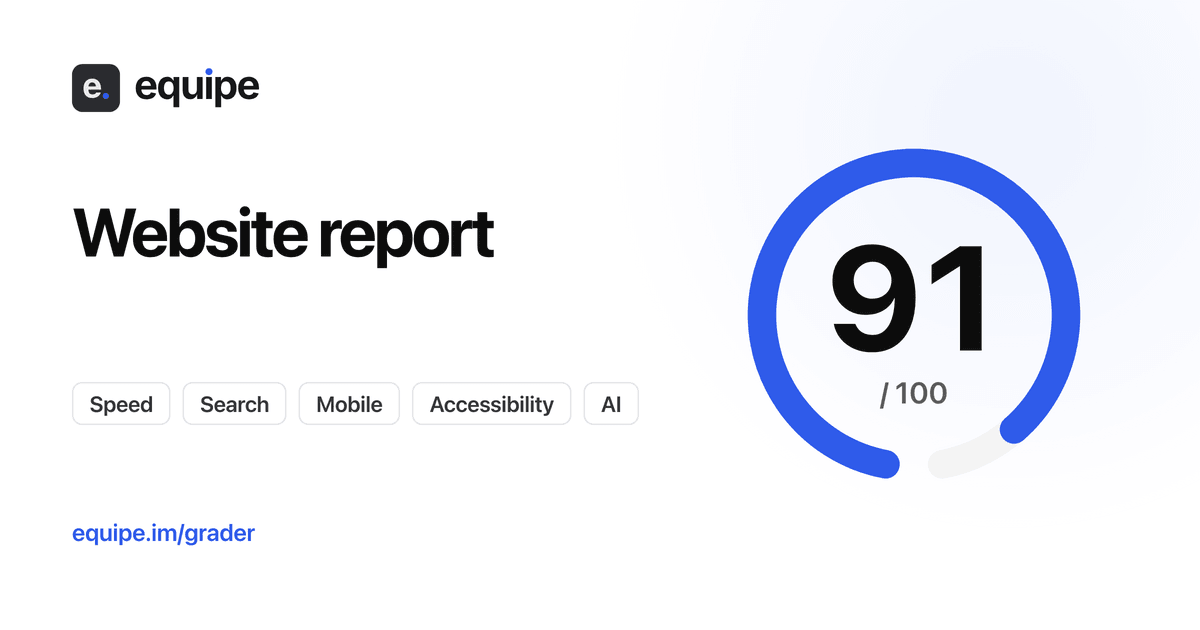 e.
equipe
Website report
91
/ 100
Speed
Search
Mobile
Accessibility
AI
equipe.im/grader